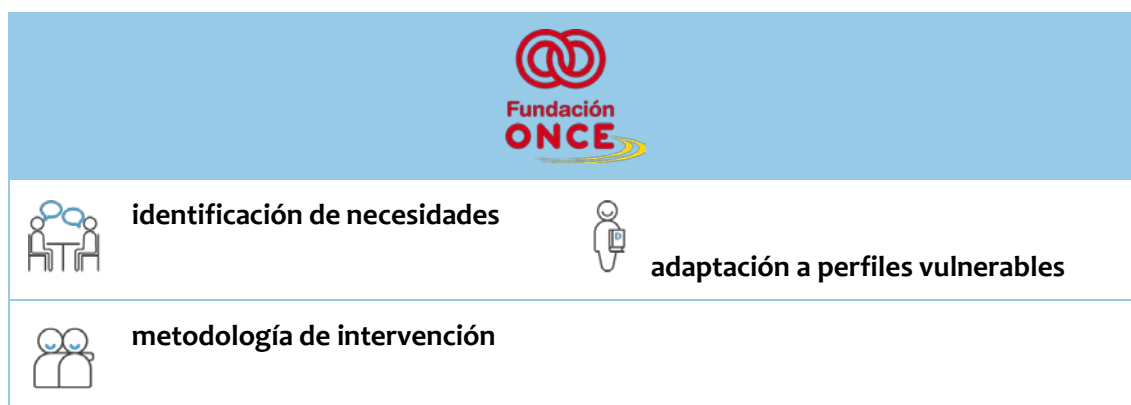 Fundación
ONCE
identificación de necesidades
adaptación a perfiles vulnerables
metodología de intervención